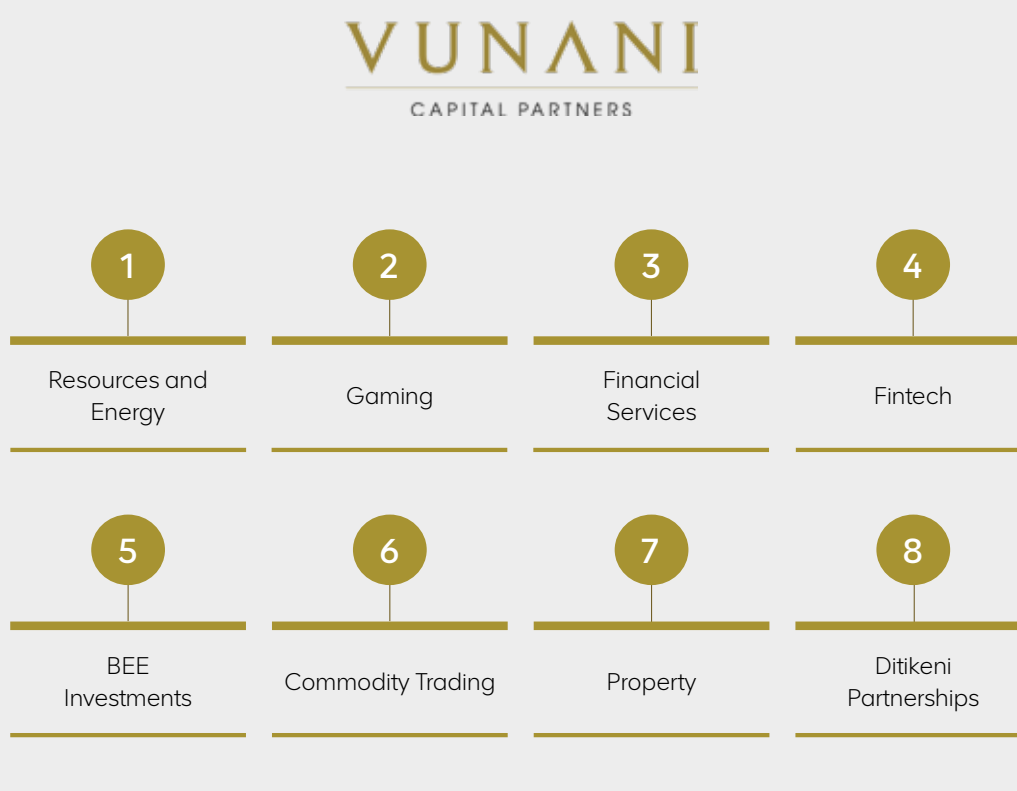 VUNANI
CAPITAL PARTNERS
1
2
3
4
Resources and
Energy
Gaming
Financial
Services
Fintech
5
6
7
8
BEE
Investments
Commodity Trading
Property
Ditikeni
Partnerships